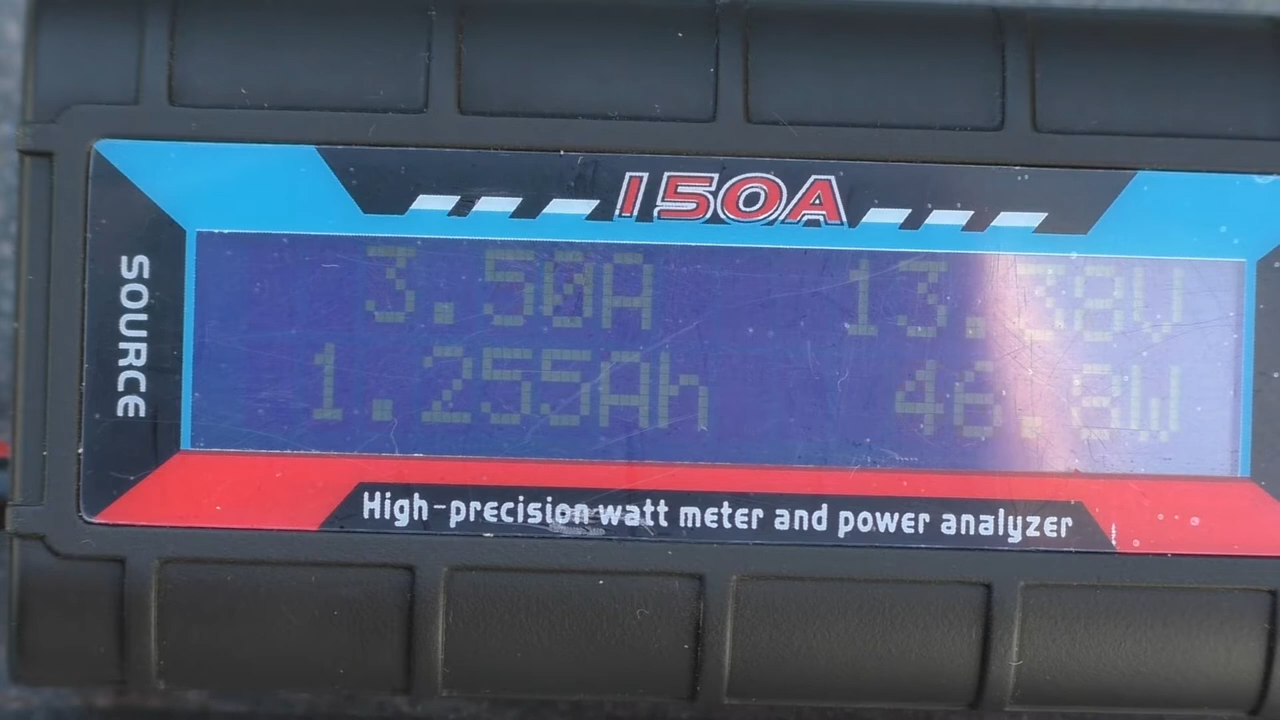 150A
SOURCE
3.50A 13.38V
1.255Ah 46.8W
High-precision watt meter and power analyzer